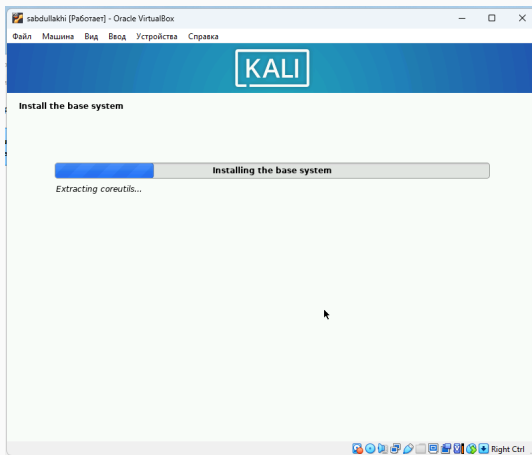 sabdullakhi [Работает] - Oracle VirtualBox
Файл Машина Вид Ввод Устройства Справка
KALI
Install the base system
Installing the base system
Extracting coreutils...
Right Ctrl